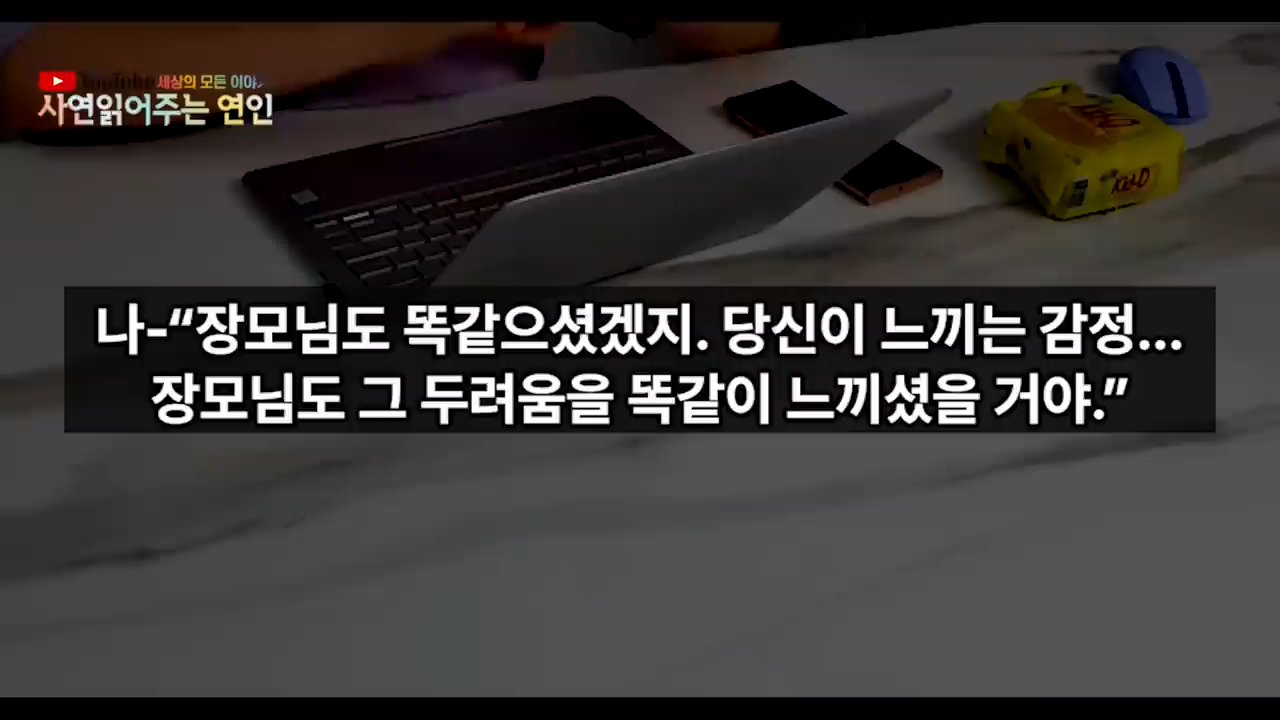 YouTube 세상의 모든 이야
사연읽어주는 연인
Kid-O
나-“장모님도 똑같으셨겠지. 당신이 느끼는 감정...
장모님도 그 두려움을 똑같이 느끼셨을 거야.”